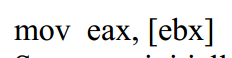 mov eax, [ebx]